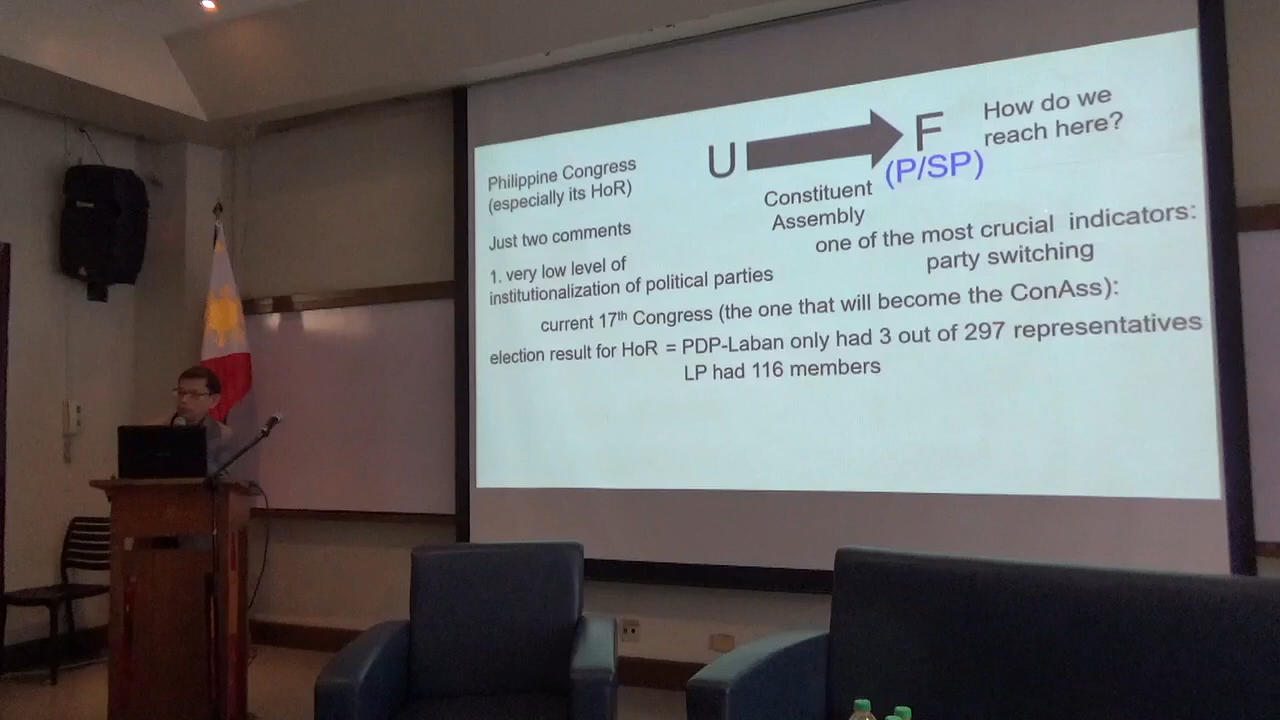 U F
(P/SP)
How do we
reach here?
Philippine Congress
(especially its HoR)
Constituent
Assembly
Just two comments
one of the most crucial indicators:
party switching
1. very low level of
institutionalization of political parties
current 17th Congress (the one that will become the ConAss):
election result for HoR = PDP-Laban only had 3 out of 297 representatives
LP had 116 members